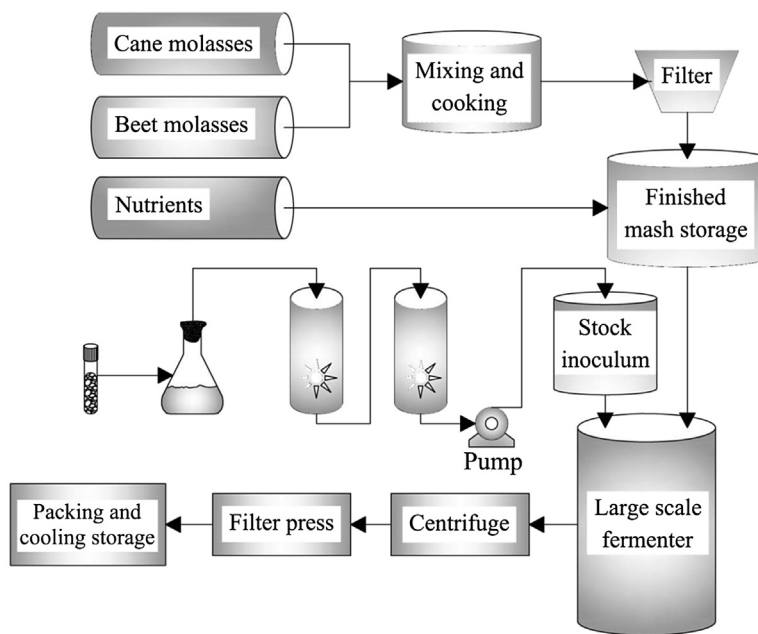 Cane molasses
Mixing and
cooking
Filter
Beet molasses
Nutrients
Finished
mash storage
Stock
inoculum
Pump
Packing and
cooling storage
Filter press
Centrifuge
Large scale
fermenter